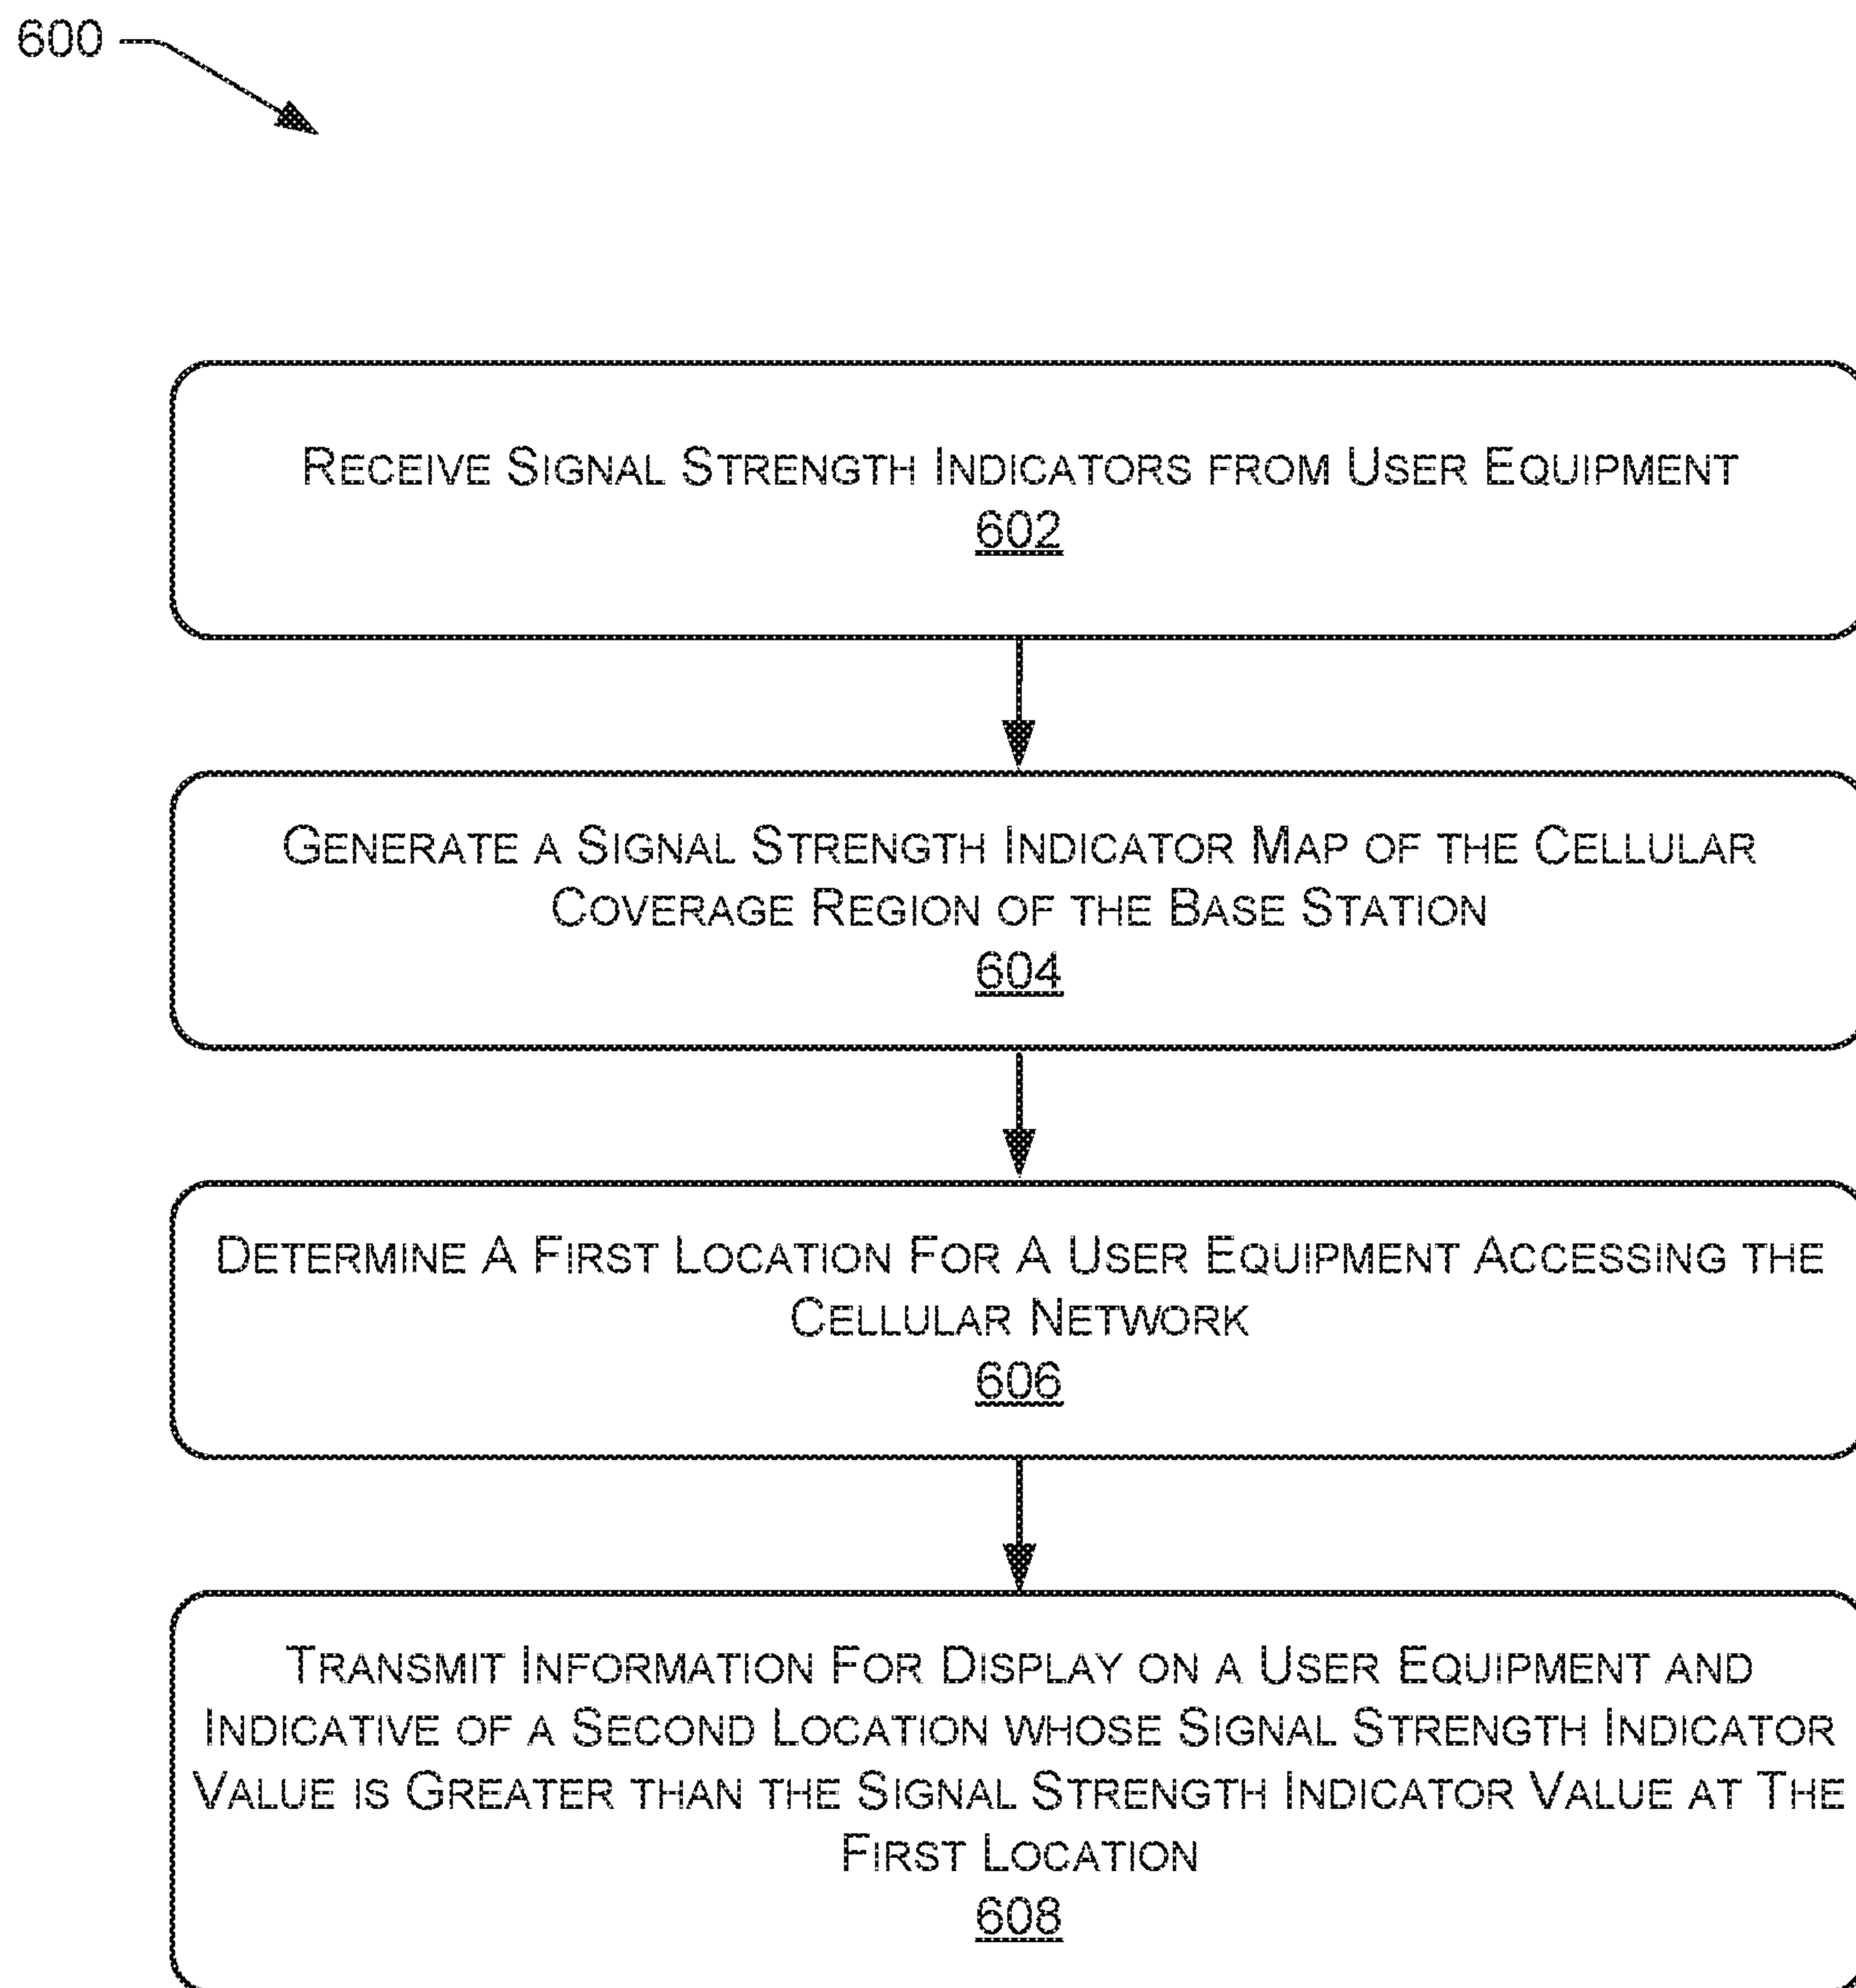 600
RECEIVE SIGNAL STRENGTH INDICATORS FROM USER EQUIPMENT
602
GENERATE A SIGNAL STRENGTH INDICATOR MAP OF THE CELLULAR
COVERAGE REGION OF THE BASE STATION
604
DETERMINE A FIRST LOCATION FOR A USER EQUIPMENT ACCESSING THE
CELLULAR NETWORK
606
TRANSMIT INFORMATION FOR DISPLAY ON A USER EQUIPMENT AND
INDICATIVE OF A SECOND LOCATION WHOSE SIGNAL STRENGTH INDICATOR
VALUE IS GREATER THAN THE SIGNAL STRENGTH INDICATOR VALUE AT THE
FIRST LOCATION
608